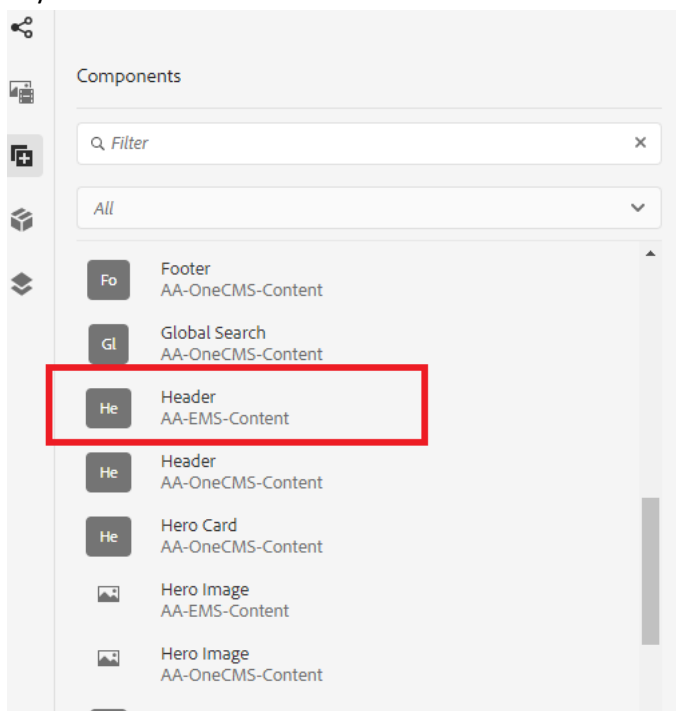 Components
Filter
All
Fo
Footer
AA-OneCMS-Content
Gl
Global Search
AA-OneCMS-Content
He
Header
AA-EMS-Content
He
Header
AA-OneCMS-Content
He
Hero Card
AA-OneCMS-Content
Hero Image
AA-EMS-Content
Hero Image
AA-OneCMS-Content